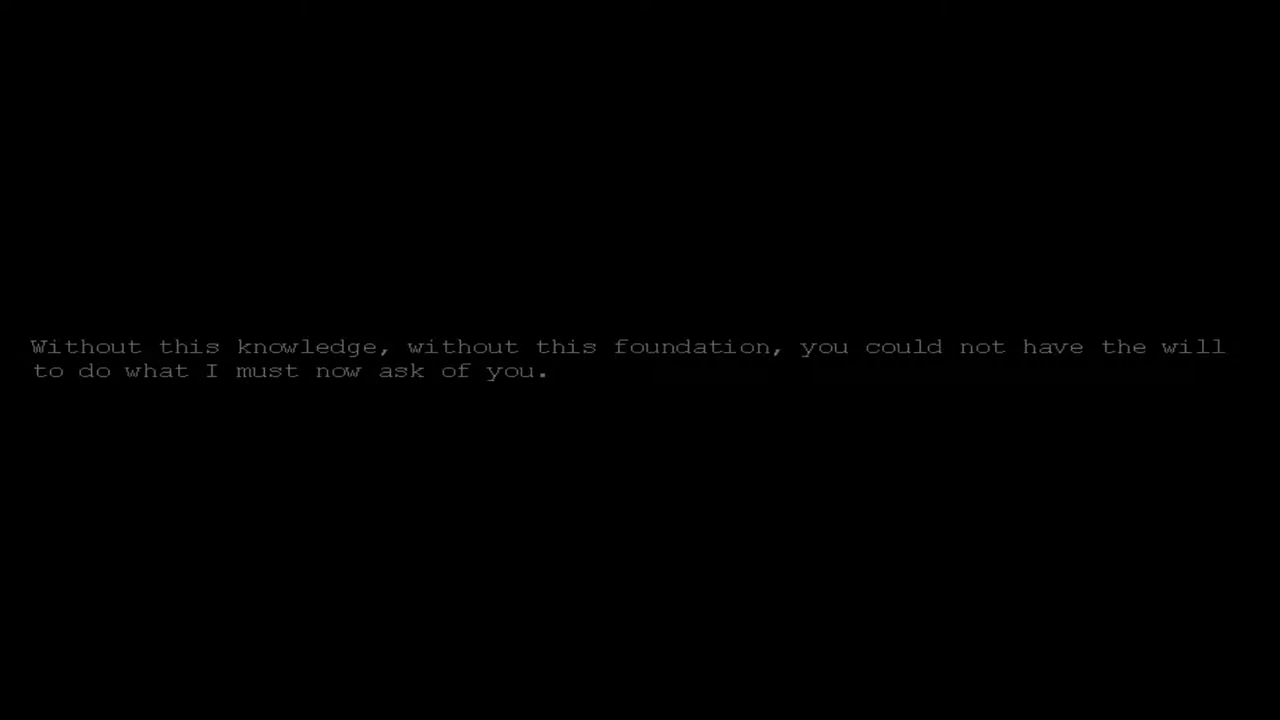 Without this knowledge, without this foundation, you could not have the will
to do what I must now ask of you.